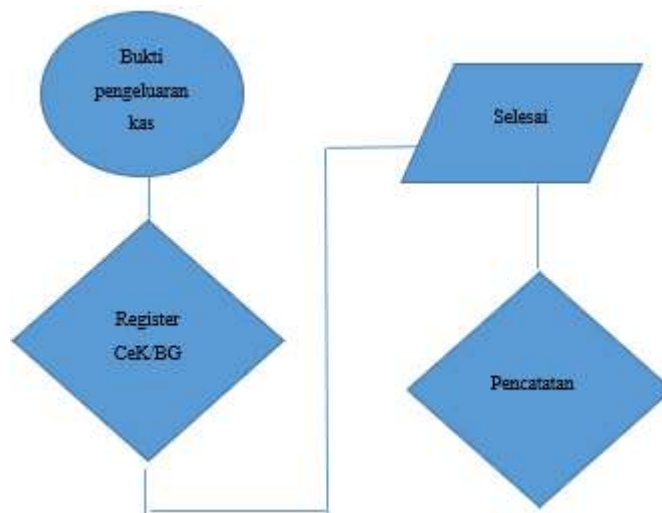 Bukti
pengeluaran
kas
Register
CeK/BG
Selesai
Pencatatan